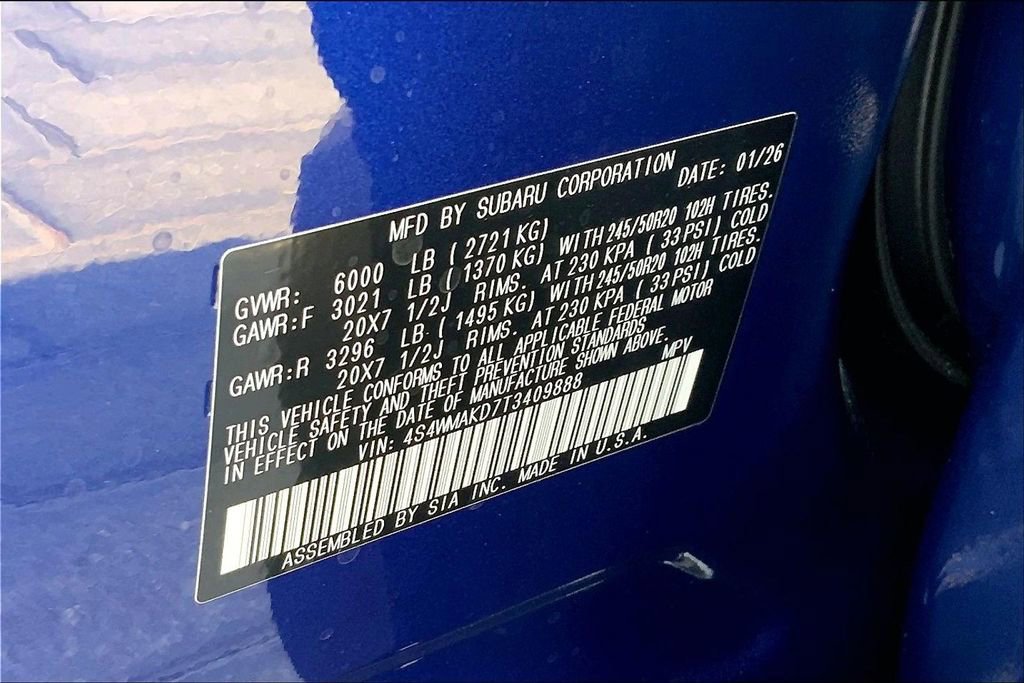 MFD BY SUBARU CORPORATION
DATE: 01/26
GVWR: 6000 LB ( 2721 KG)
GAWR:F 3021 LB ( 1370 KG) WITH 245/50R20 102H TIRES.
20X7 1/2J RIMS. AT 230 KPA ( 33 PSI) COLD
GAWR:R 3296 LB ( 1495 KG) WITH 245/50R20 102H TIRES.
20X7 1/2J RIMS. AT 230 KPA ( 33 PSI) COLD
THIS VEHICLE CONFORMS TO ALL APPLICABLE FEDERAL MOTOR
VEHICLE SAFETY AND THEFT PREVENTION STANDARDS
IN EFFECT ON THE DATE OF MANUFACTURE SHOWN ABOVE.
VIN: 4S4WMAKD7T3409888 MPV
ASSEMBLED BY SIA INC. MADE IN U.S.A.